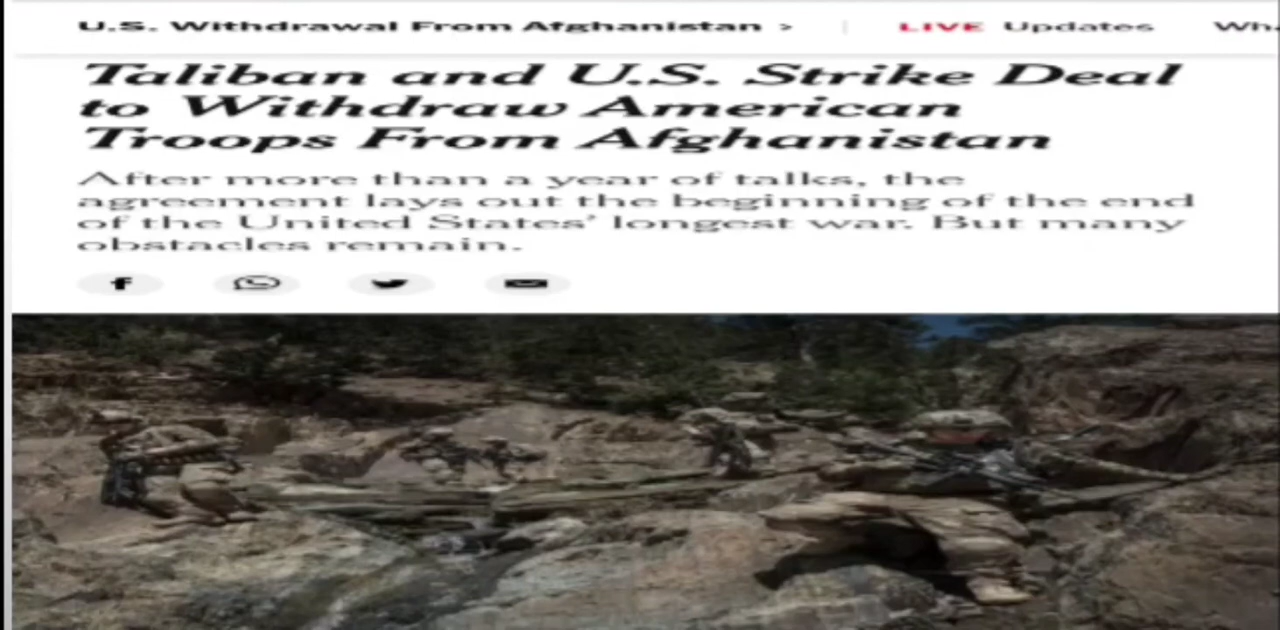 U.S. Withdrawal From Afghanistan >
LIVE Updates
Taliban and U.S. Strike Deal
to Withdraw American
Troops From Afghanistan
After more than a year of talks, the
agreement lays out the beginning of the end
of the United States' longest war. But many
obstacles remain.